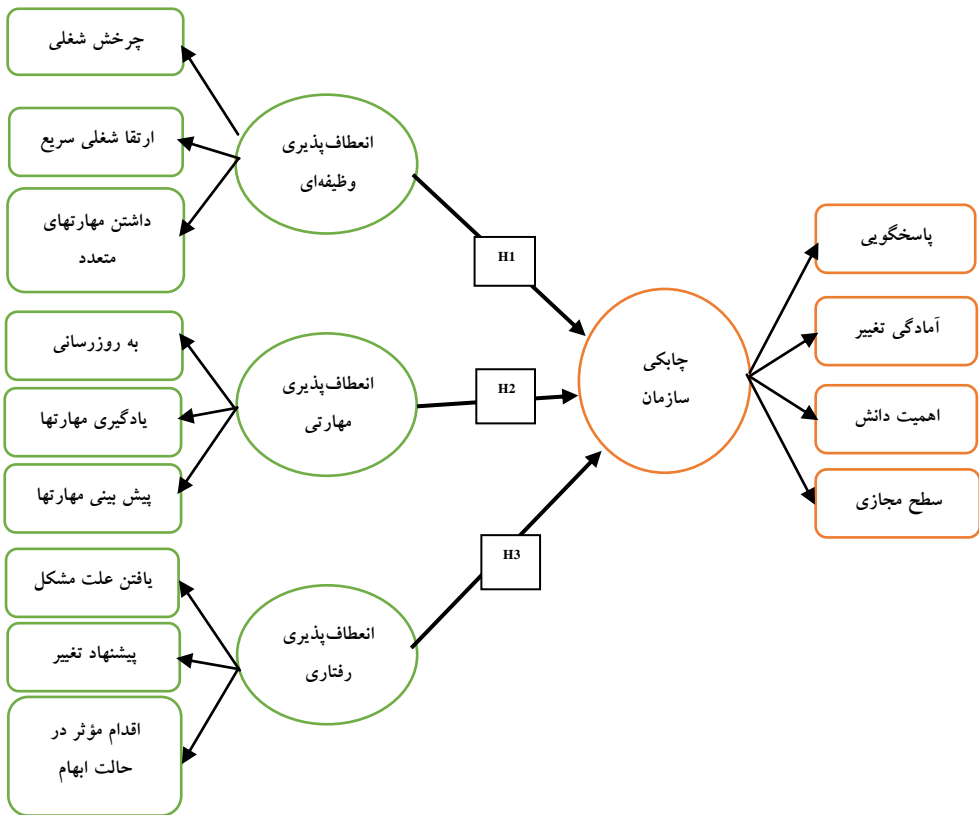 چرخش شغلی
ارتقا شغلی سریع
داشتن مهارتهای
متعدد
انعطاف‌پذیری
وظیفه‌ای
H1
به روزرسانی
یادگیری مهارتها
پیش بینی مهارتها
انعطاف‌پذیری
مهارتی
H2
یافتن علت مشکل
پیشنهاد تغییر
اقدام مؤثر در
حالت ابهام
انعطاف‌پذیری
رفتاری
H3
چابکی
سازمان
پاسخگویی
آمادگی تغییر
اهمیت دانش
سطح مجازی